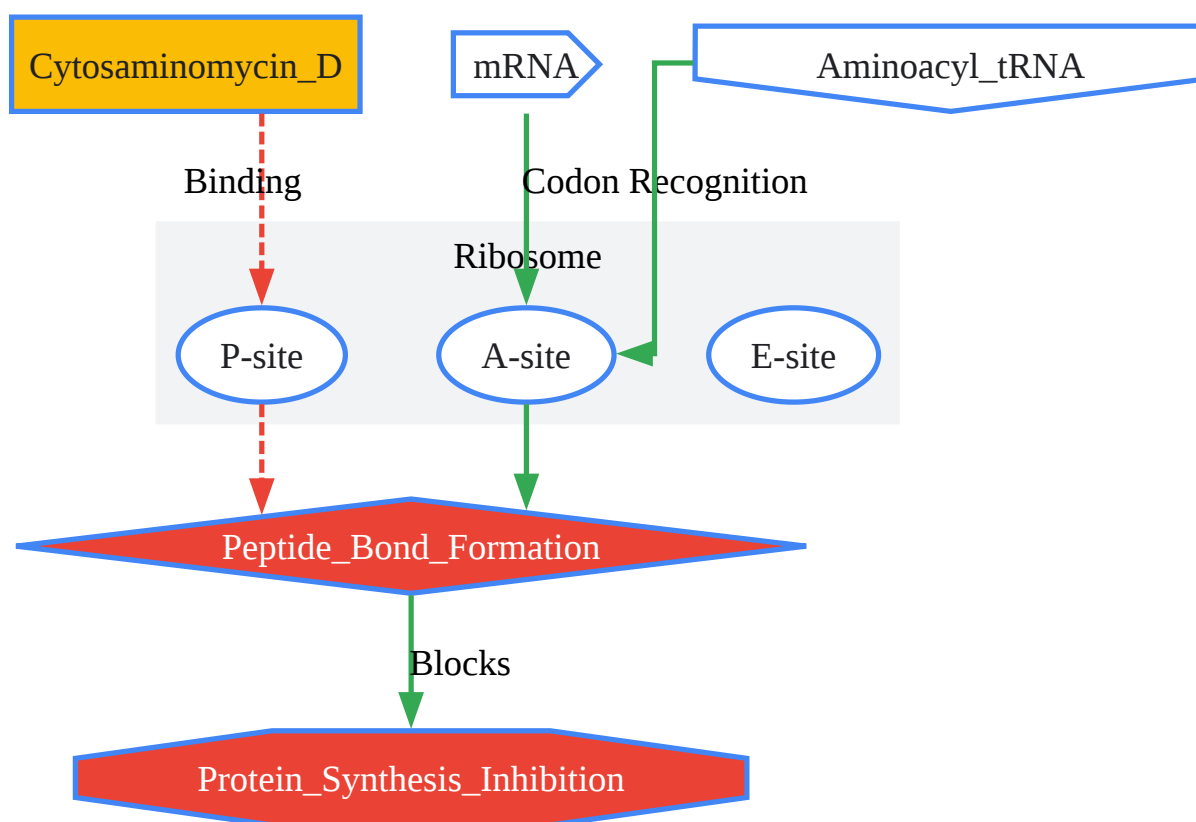 Cytosaminomycin_D
mRNA
Aminoacyl_tRNA
Binding
Codon Recognition
Ribosome
P-site
A-site
E-site
Peptide_Bond_Formation
Blocks
Protein_Synthesis_Inhibition